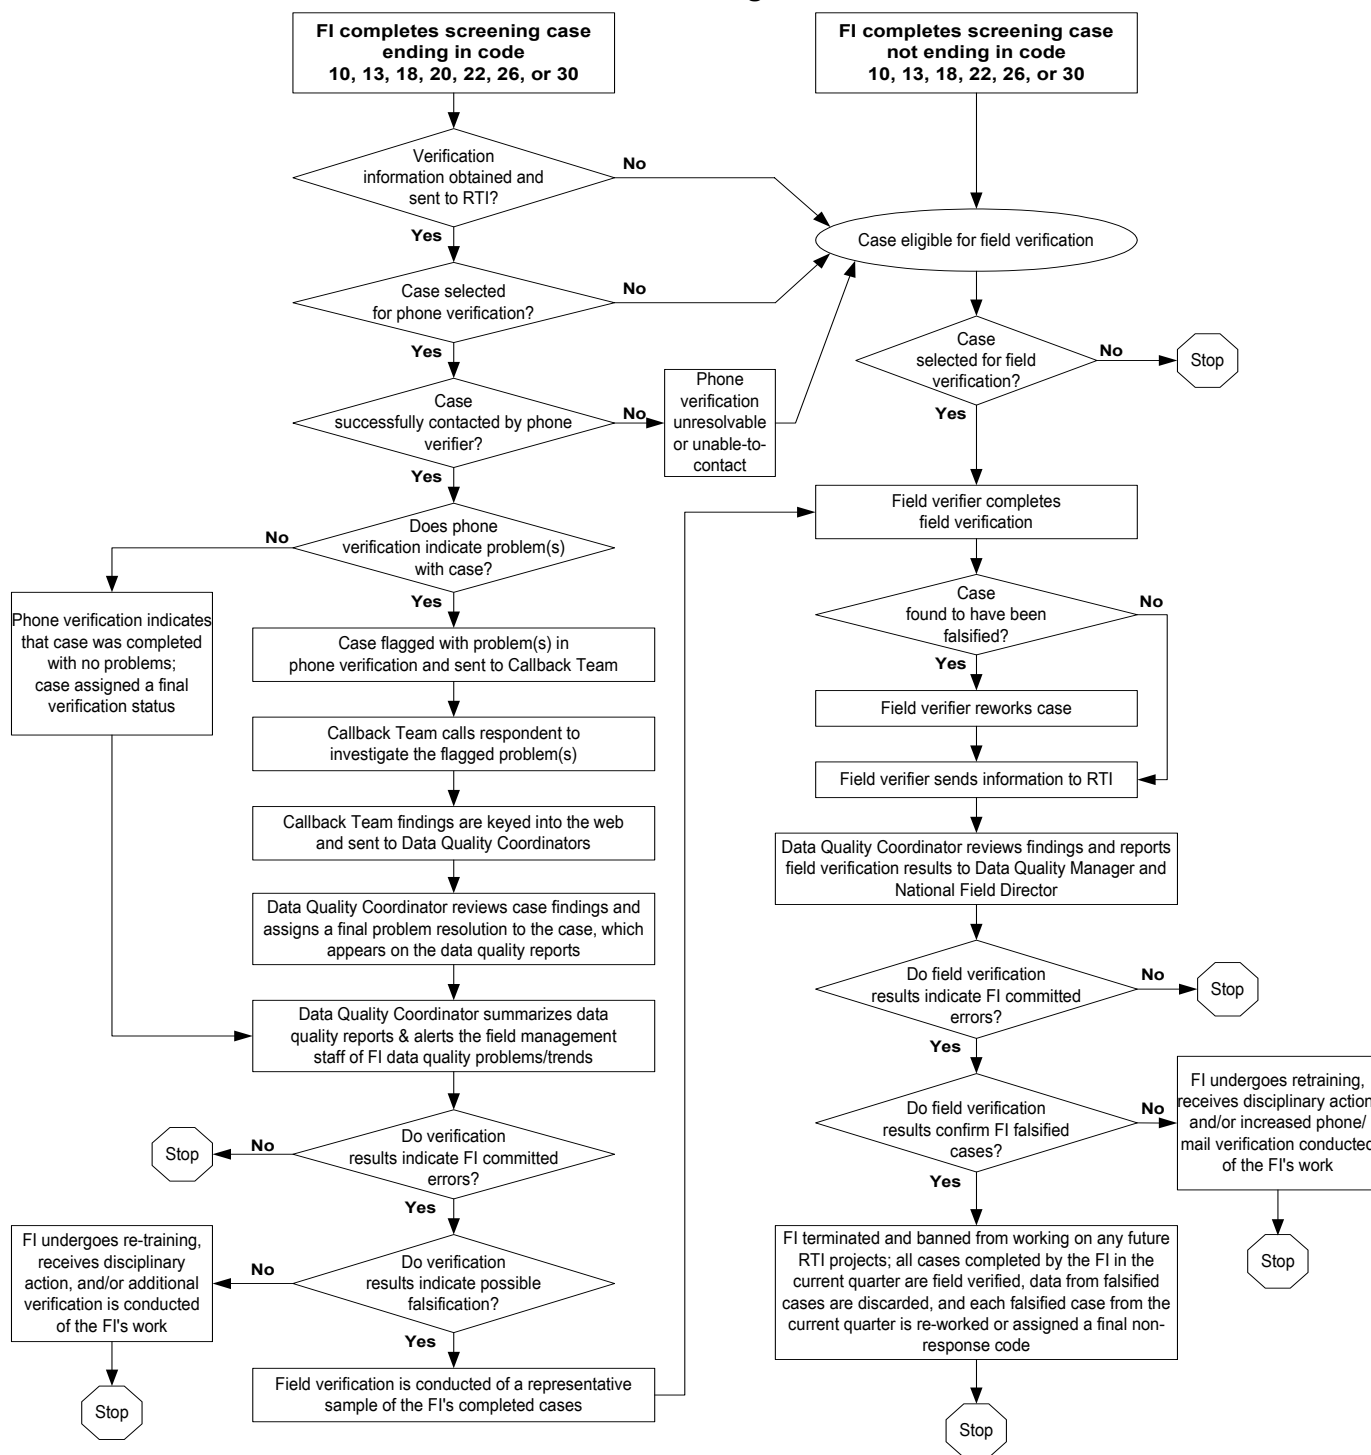 FI completes screening case
ending in code
10, 13, 18, 20, 22, 26, or 30
FI completes screening case
not ending in code
10, 13, 18, 22, 26, or 30
Verification
information obtained and
sent to RTI?
No
Yes
Case eligible for field verification
Case selected
for phone verification?
No
Yes
Case
selected for field
verification?
No
Stop
Yes
Case
successfully contacted by phone
verifier?
No
Phone
verification
unresolvable
or unable-to-
contact
Yes
Field verifier completes
field verification
Does phone
verification indicate problem(s)
with case?
No
Yes
Case
found to have been
falsified?
No
Yes
Phone verification indicates
that case was completed
with no problems;
case assigned a final
verification status
Case flagged with problem(s) in
phone verification and sent to Callback Team
Field verifier reworks case
Callback Team calls respondent to
investigate the flagged problem(s)
Field verifier sends information to RTI
Callback Team findings are keyed into the web
and sent to Data Quality Coordinators
Data Quality Coordinator reviews findings and reports
field verification results to Data Quality Manager and
National Field Director
Data Quality Coordinator reviews case findings and
assigns a final problem resolution to the case, which
appears on the data quality reports
Do field verification
results indicate FI committed
errors?
No
Stop
Yes
Data Quality Coordinator summarizes data
quality reports & alerts the field management
staff of FI data quality problems/trends
Do field verification
results confirm FI falsified
cases?
No
Yes
FI undergoes retraining,
receives disciplinary action
and/or increased phone/
mail verification conducted
of the FI's work
Stop
Do verification
results indicate FI committed
errors?
No
Stop
Yes
FI undergoes re-training,
receives disciplinary
action, and/or additional
verification is conducted
of the FI's work
Stop
Do verification
results indicate possible
falsification?
No
Yes
FI terminated and banned from working on any future
RTI projects; all cases completed by the FI in the
current quarter are field verified, data from falsified
cases are discarded, and each falsified case from the
current quarter is re-worked or assigned a final non-
response code
Stop
Field verification is conducted of a representative
sample of the FI's completed cases